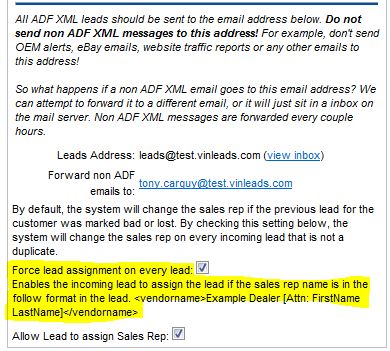 All ADF XML leads should be sent to the email address below. Do not
send non ADF XML messages to this address! For example, don't send
OEM alerts, eBay emails, website traffic reports or any other emails to
this address!
So what happens if a non ADF XML email goes to this email address? We
can attempt to forward it to a different email, or it will just sit in a inbox on
the mail server. Non ADF XML messages are forwarded every couple
hours.
Leads Address: leads@test.vinleads.com (view inbox)
Forward non ADF
emails to: tony.carguy@test.vinleads.com
By default, the system will change the sales rep if the previous lead for the
customer was marked bad or lost. By checking this setting below, the
system will change the sales rep on every incoming lead that is not a
duplicate.
Force lead assignment on every lead:
Enables the incoming lead to assign the lead if the sales rep name is in the
follow format in the lead. <vendorname>Example Dealer [Attn: FirstName
LastName]</vendorname>
Allow Lead to assign Sales Rep: